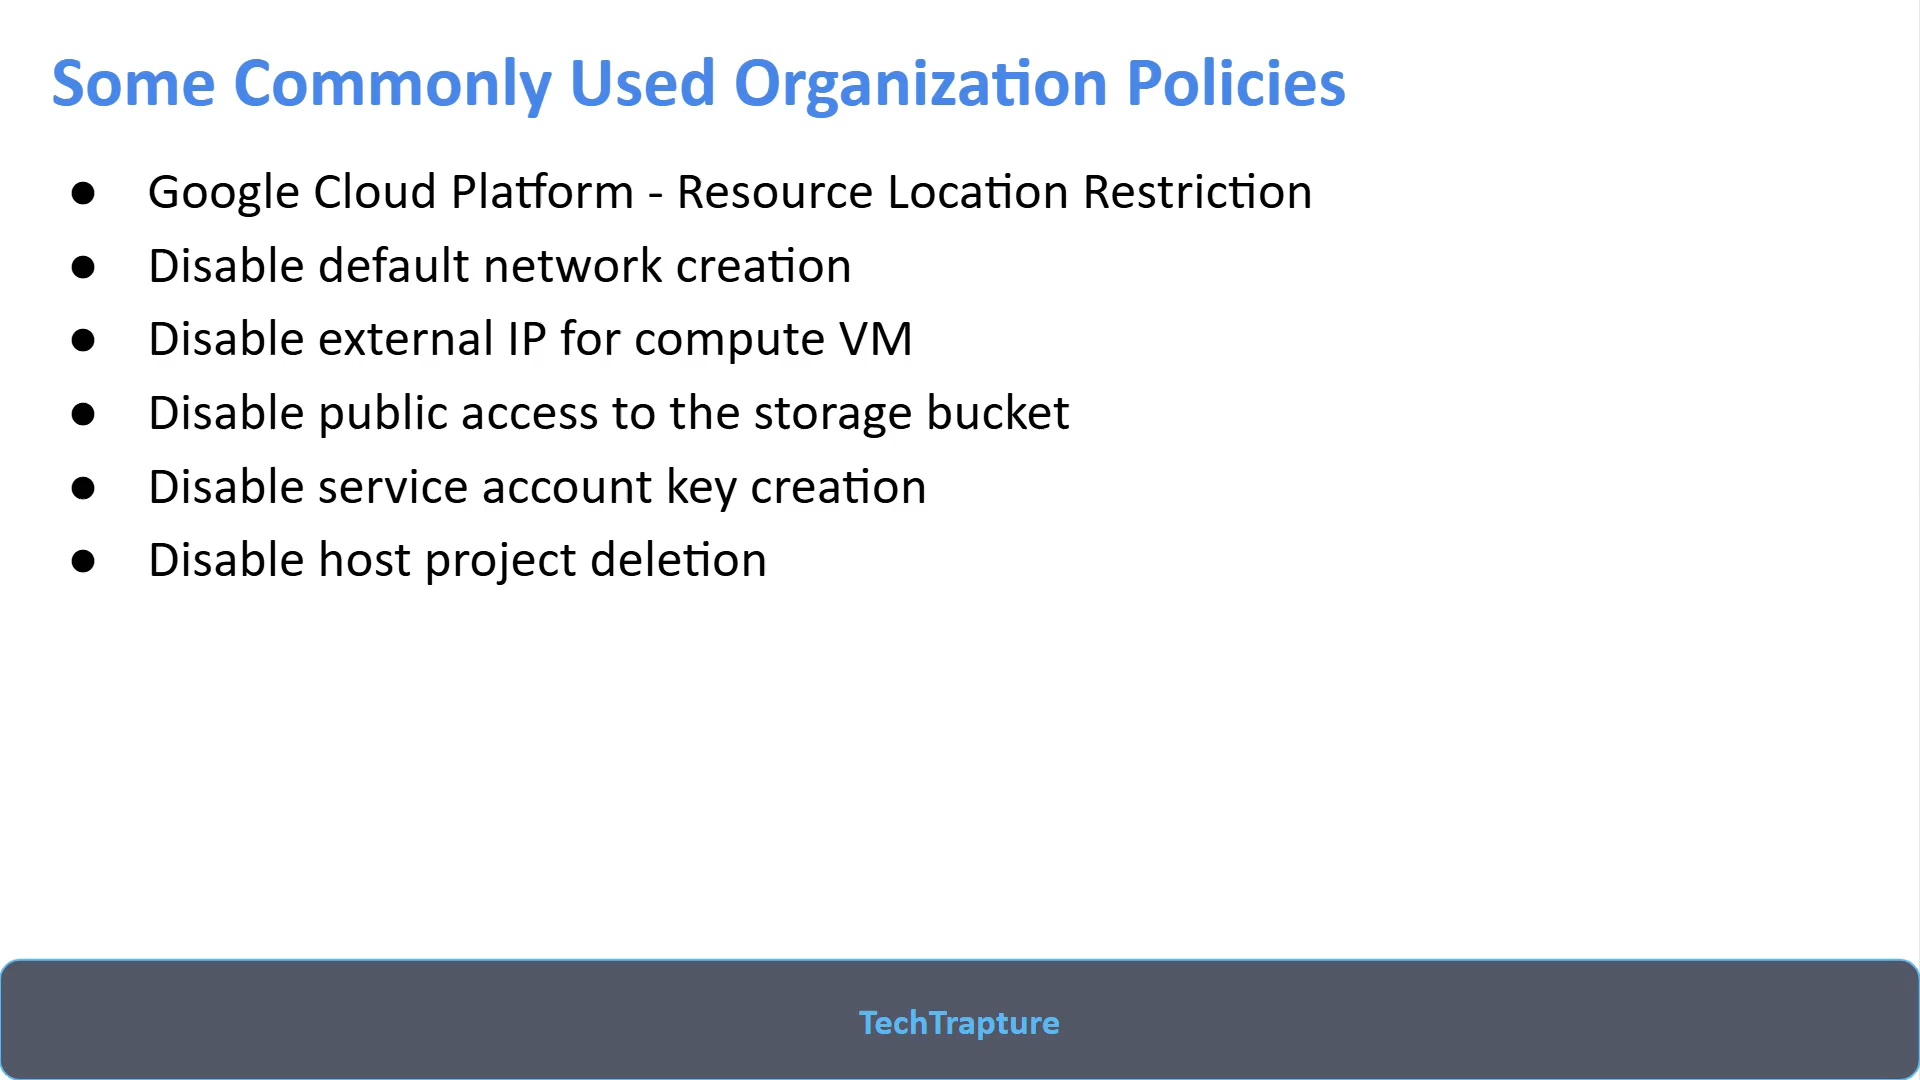 Some Commonly Used Organization Policies
● Google Cloud Platform - Resource Location Restriction
● Disable default network creation
● Disable external IP for compute VM
● Disable public access to the storage bucket
● Disable service account key creation
● Disable host project deletion
TechTrapture